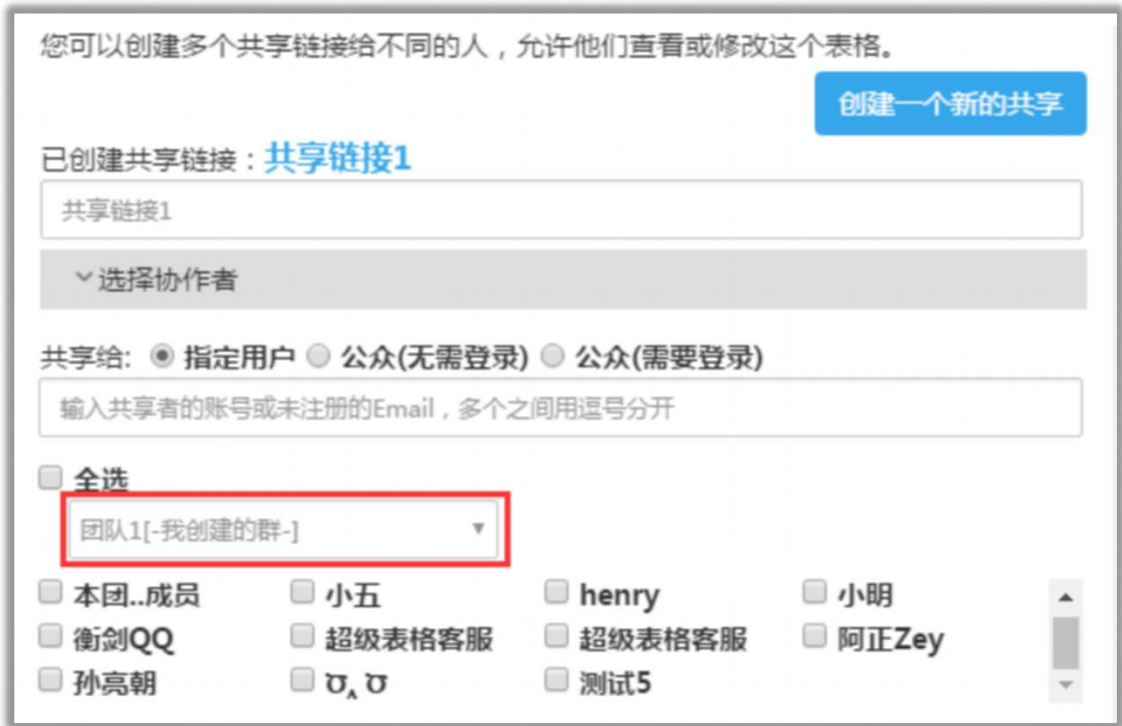 您可以创建多个共享链接给不同的人，允许他们查看或修改这个表格。
创建一个新的共享
已创建共享链接：共享链接1
共享链接1
选择协作者
共享给: 指定用户 公众(无需登录) 公众(需要登录)
输入共享者的账号或未注册的Email，多个之间用逗号分开
全选
团队1[-我创建的群-]
本团..成员 小五 henry 小明
衡剑QQ 超级表格客服 超级表格客服 阿正Zey
孙亮朝 ʊ‸ʊ 测试5